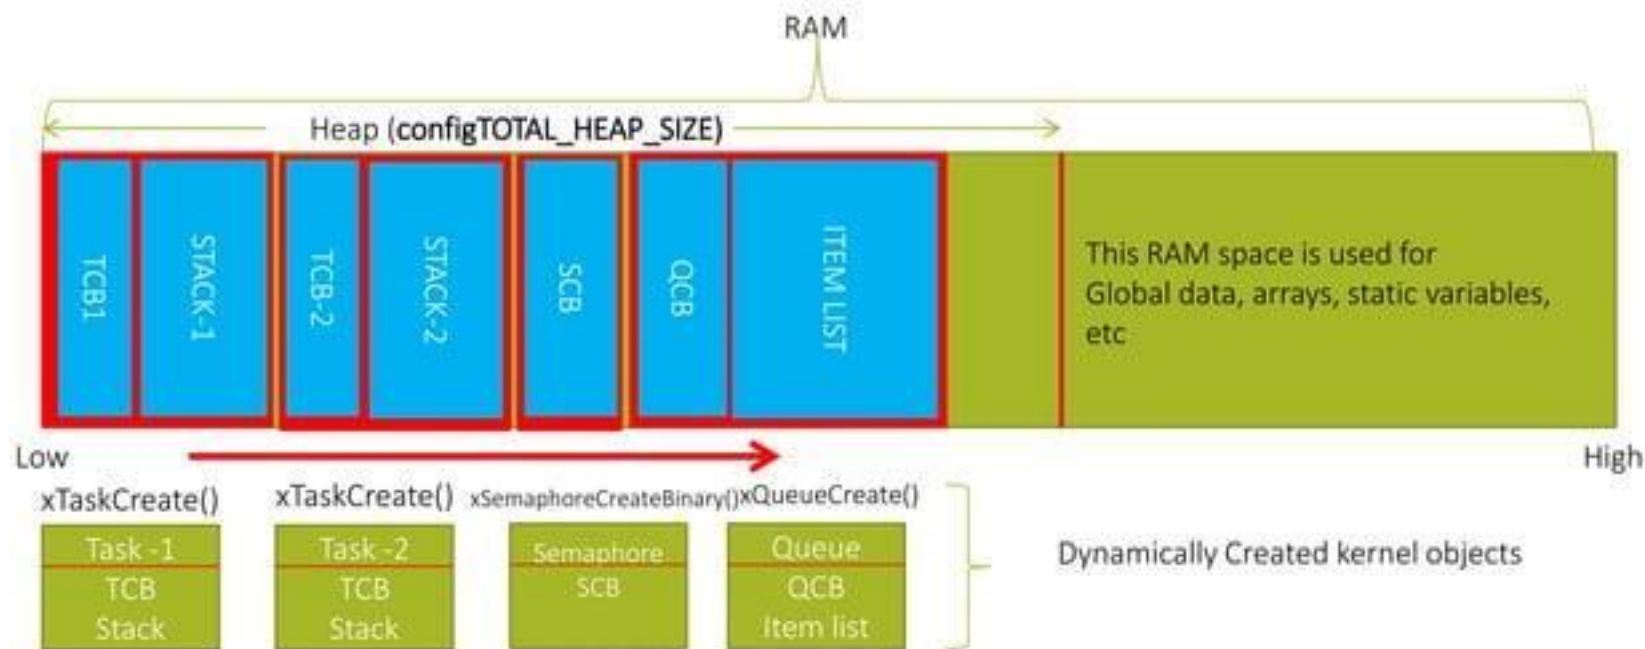 RAM
Heap (configTOTAL_HEAP_SIZE)
TCB1
STACK-1
TCB-2
STACK-2
SCB
QCB
ITEM LIST
This RAM space is used for
Global data, arrays, static variables,
etc
Low
High
xTaskCreate()
xTaskCreate()
xSemaphoreCreateBinary()
xQueueCreate()
Task -1
TCB
Stack
Task -2
TCB
Stack
Semaphore
SCB
Queue
QCB
Item list
Dynamically Created kernel objects